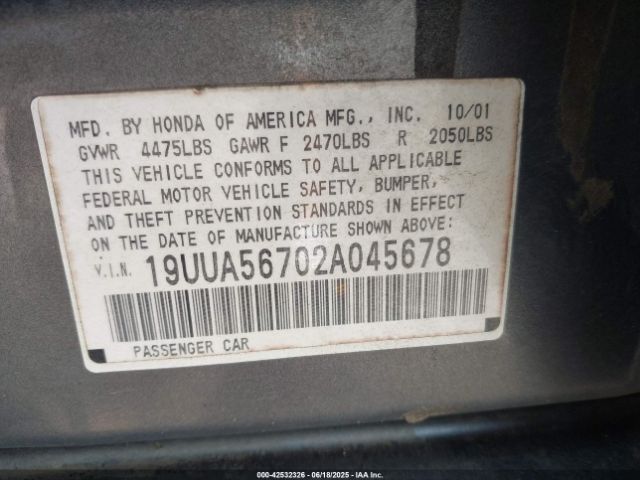 MFD. BY HONDA OF AMERICA MFG., INC. 10/01
GVWR 4475LBS GAWR F 2470LBS R 2050LBS
THIS VEHICLE CONFORMS TO ALL APPLICABLE
FEDERAL MOTOR VEHICLE SAFETY, BUMPER,
AND THEFT PREVENTION STANDARDS IN EFFECT
ON THE DATE OF MANUFACTURE SHOWN ABOVE:
V.I.N. 19UUA56702A045678
PASSENGER CAR
000-42532326 | 06/18/2025 | IAA Inc.